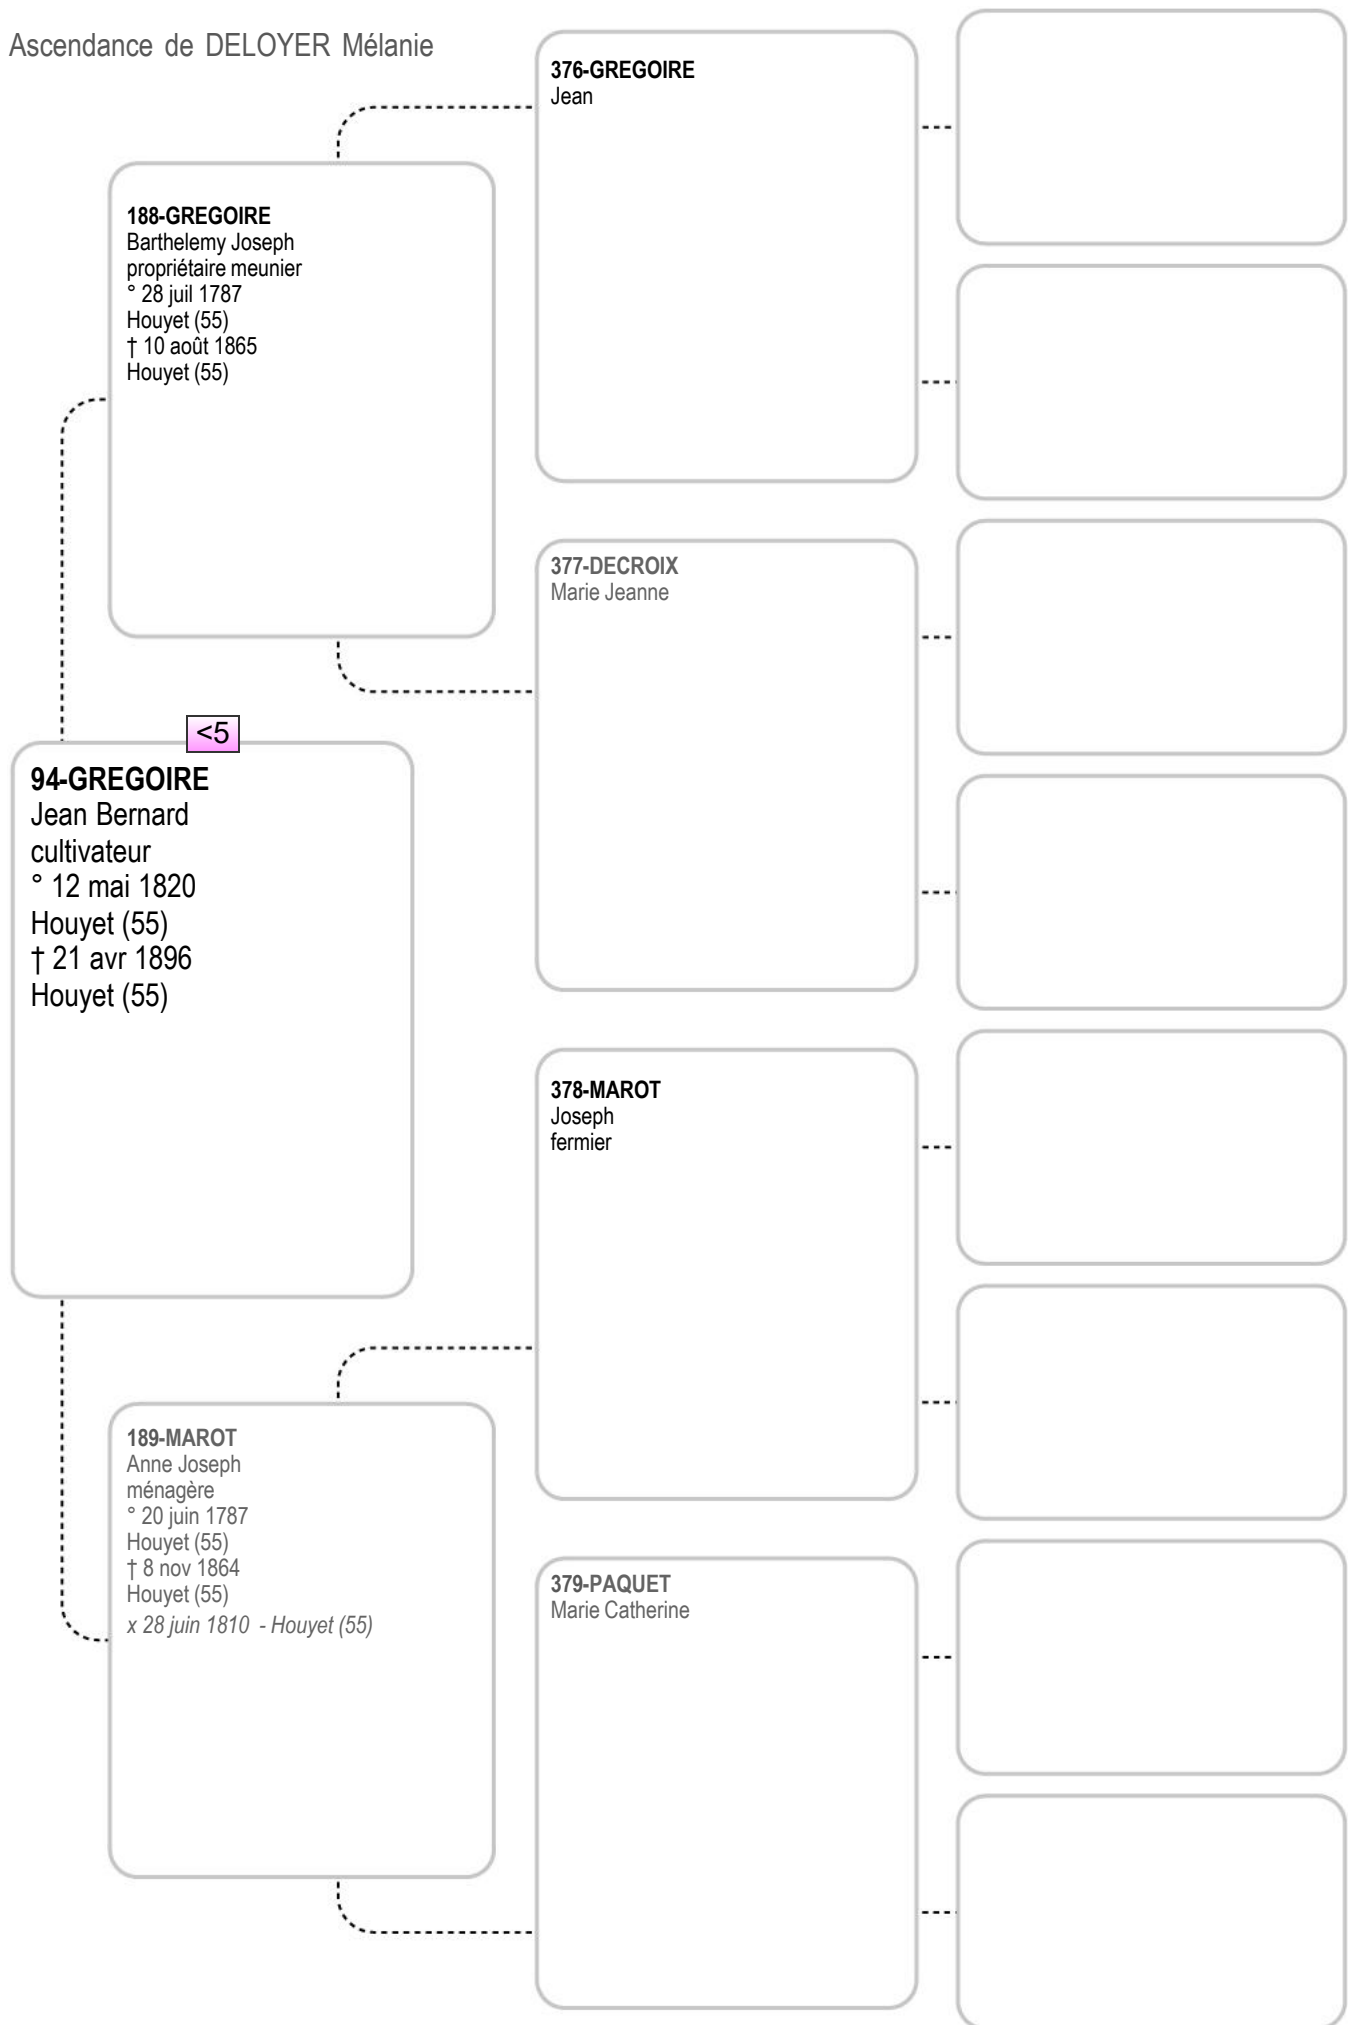 Ascendance de DELOYER Mélanie
376-GREGOIRE
Jean
188-GREGOIRE
Barthelemy Joseph
propriétaire meunier
° 28 juil 1787
Houyet (55)
† 10 août 1865
Houyet (55)
377-DECROIX
Marie Jeanne
<5
94-GREGOIRE
Jean Bernard
cultivateur
° 12 mai 1820
Houyet (55)
† 21 avr 1896
Houyet (55)
378-MAROT
Joseph
fermier
189-MAROT
Anne Joseph
ménagère
° 20 juin 1787
Houyet (55)
† 8 nov 1864
Houyet (55)
x 28 juin 1810 - Houyet (55)
379-PAQUET
Marie Catherine